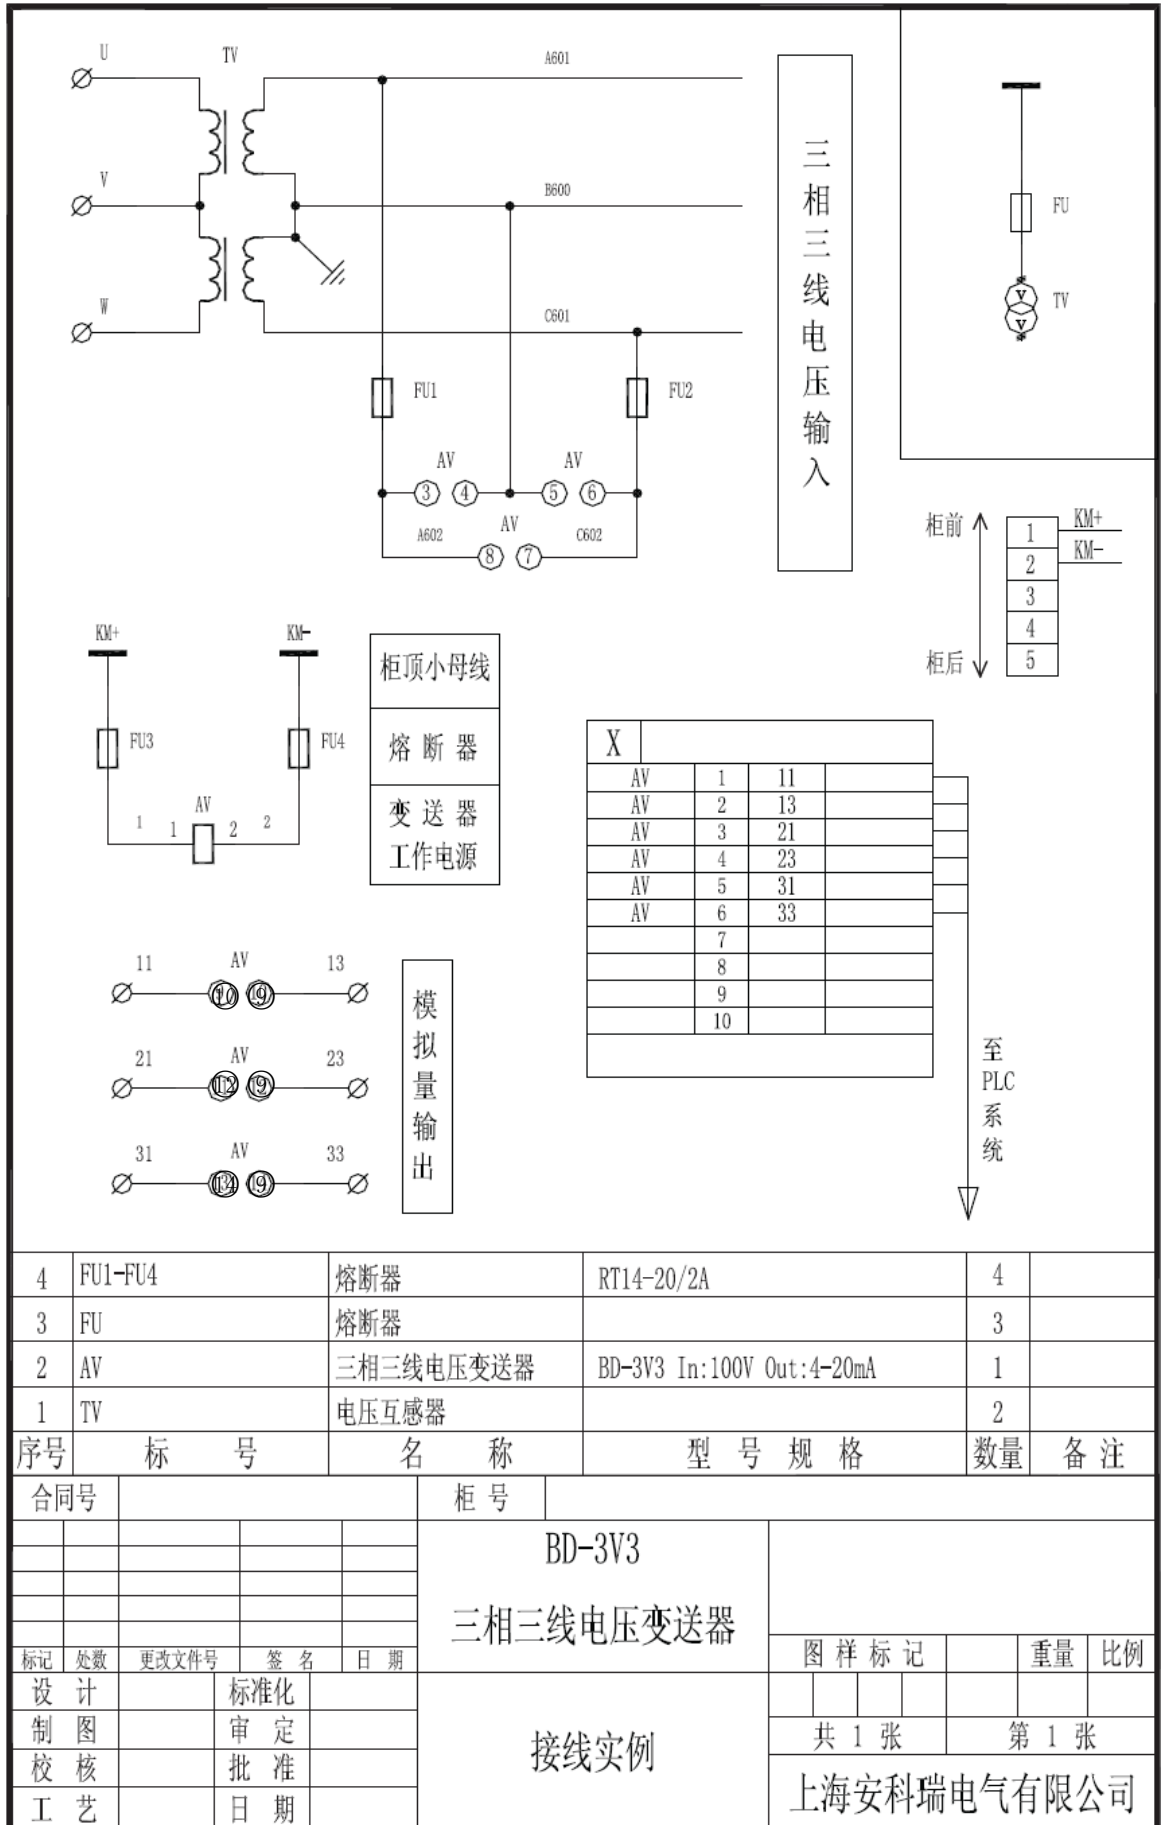 U
TV
A601
V
B600
W
C601
FU1
FU2
AV
AV
3 4 5 6
A602
AV
C602
8 7
三相三线电压输入
FU
V
V
TV
柜前
柜后
1 KM+
2 KM-
3
4
5
KM+
KM-
FU3
FU4
AV
1 1 2 2
柜顶小母线
熔断器
变送器
工作电源
X
AV 1 11
AV 2 13
AV 3 21
AV 4 23
AV 5 31
AV 6 33
7
8
9
10
至
PLC
系
统
11 AV 13
9
21 AV 23
31 AV 33
模拟量输出
4 FU1-FU4 熔断器 RT14-20/2A 4
3 FU 熔断器 3
2 AV 三相三线电压变送器 BD-3V3 In:100V Out:4-20mA 1
1 TV 电压互感器 2
序号 标号 名称 型号规格 数量 备注
合同号
柜号
BD-3V3
三相三线电压变送器
接线实例
标记 处数 更改文件号 签名 日期
设计 标准化
制图 审定
校核 批准
工艺 日期
图样标记 重量 比例
共 1 张 第 1 张
上海安科瑞电气有限公司